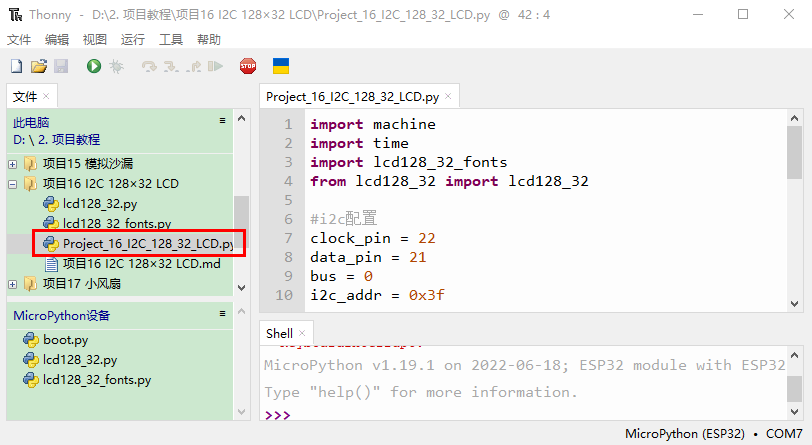 Thonny - D:\2. 项目教程\项目16 I2C 128×32 LCD\Project_16_I2C_128_32_LCD.py @ 42 : 4
文件 编辑 视图 运行 工具 帮助
STOP
文件 ×
此电脑
D: \ 2. 项目教程
项目15 模拟沙漏
项目16 I2C 128×32 LCD
lcd128_32.py
lcd128_32_fonts.py
Project_16_I2C_128_32_LCD.py
项目16 I2C 128×32 LCD.md
项目17 小风扇
MicroPython设备
boot.py
lcd128_32.py
lcd128_32_fonts.py
Project_16_I2C_128_32_LCD.py ×
1 import machine
2 import time
3 import lcd128_32_fonts
4 from lcd128_32 import lcd128_32
5
6 #i2c配置
7 clock_pin = 22
8 data_pin = 21
9 bus = 0
10 i2c_addr = 0x3f
Shell ×
MicroPython v1.19.1 on 2022-06-18; ESP32 module with ESP32
Type "help()" for more information.
>>>
MicroPython (ESP32) • COM7